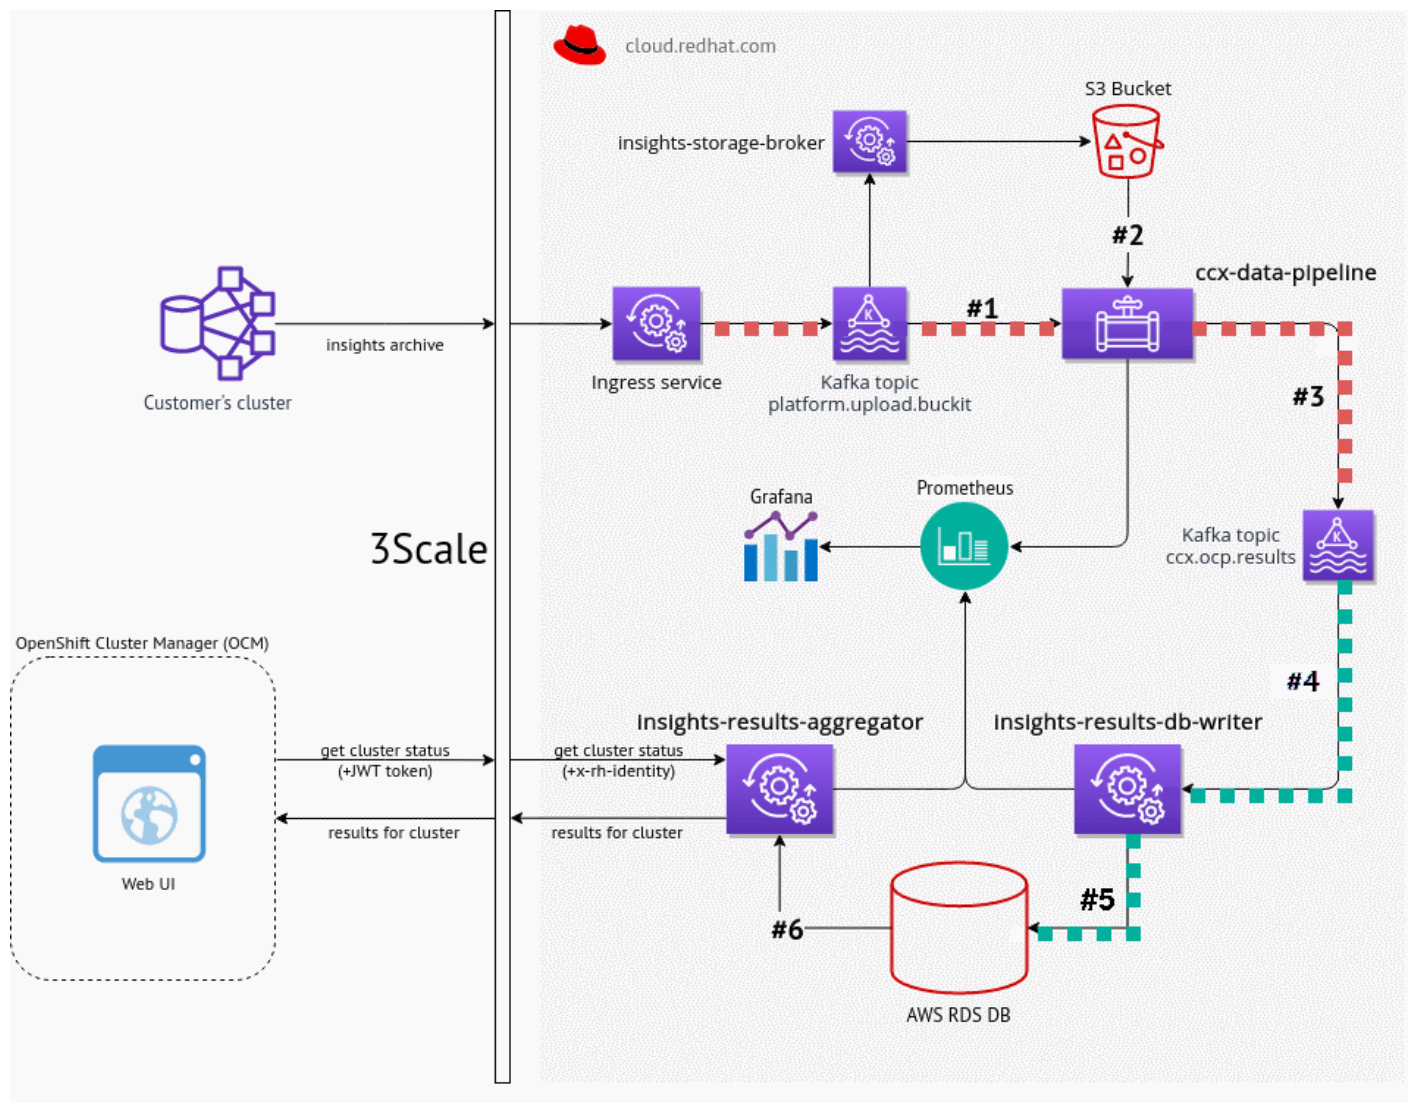 cloud.redhat.com
S3 Bucket
insights-storage-broker
#2
ccx-data-pipeline
#1
insights archive
Customer's cluster
Ingress service
Kafka topic
platform.upload.buckit
#3
Grafana
Prometheus
3Scale
Kafka topic
ccx.ocp.results
OpenShift Cluster Manager (OCM)
#4
insights-results-aggregator
insights-results-db-writer
get cluster status
(+JWT token)
get cluster status
(+x-rh-identity)
results for cluster
results for cluster
Web UI
#5
#6
AWS RDS DB
K
K